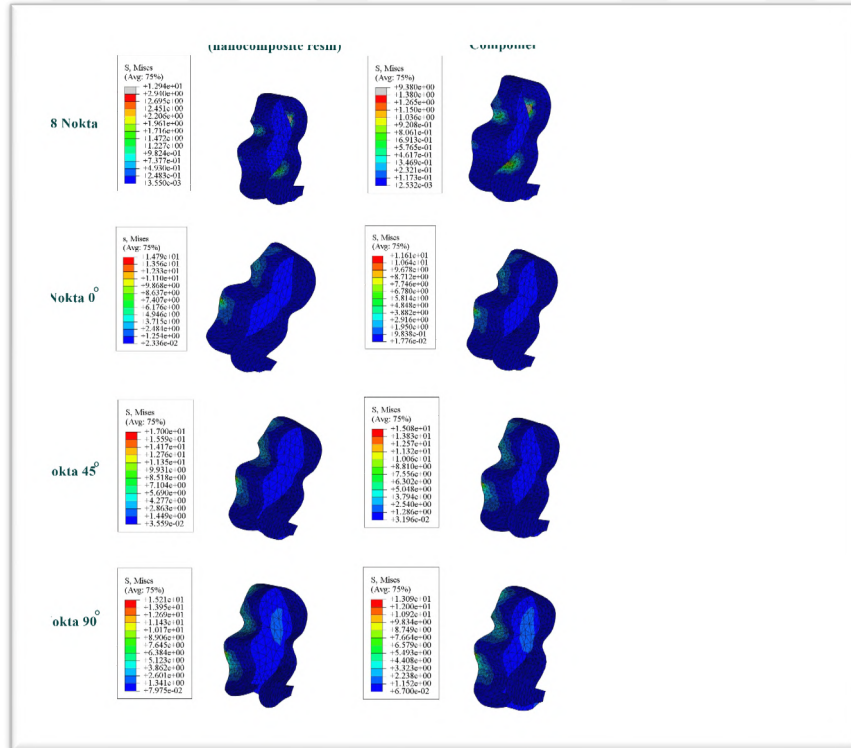 (nanocomposite resin)
Compomer
8 Nokta
S, Mises
(Avg: 75%)
+1.294e+01
+2.940e+00
+2.695e+00
+2.451e+00
+2.206e+00
+1.961e+00
+1.716e+00
+1.472e+00
+1.227e+00
+9.824e-01
+7.377e-01
+4.930e-01
+2.483e-01
+3.550e-03
S, Mises
(Avg: 75%)
+9.380e+00
+1.380e+00
+1.265e+00
+1.150e+00
+1.036e+00
+9.208e-01
+8.061e-01
+6.913e-01
+5.765e-01
+4.617e-01
+3.469e-01
+2.321e-01
+1.173e-01
+2.532e-03
Nokta 0°
s, Mises
(Avg: 75%)
+1.479e+01
+1.356e+01
+1.233e+01
+1.110e+01
+9.868e+00
+8.637e+00
+7.407e+00
+6.176e+00
+4.946e+00
+3.715e+00
+2.484e+00
+1.254e+00
+2.336e-02
S, Mises
(Avg: 75%)
+1.161e+01
+1.064e+01
+9.678e+00
+8.712e+00
+7.746e+00
+6.780e+00
+5.814e+00
+4.848e+00
+3.882e+00
+2.916e+00
+1.950e+00
+9.838e-01
+1.776e-02
okta 45°
S, Mises
(Avg: 75%)
+1.700e+01
+1.559e+01
+1.417e+01
+1.276e+01
+1.135e+01
+9.931e+00
+8.518e+00
+7.104e+00
+5.690e+00
+4.277e+00
+2.863e+00
+1.449e+00
+3.559e-02
S, Mises
(Avg: 75%)
+1.508e+01
+1.383e+01
+1.257e+01
+1.132e+01
+1.006e+01
+8.810e+00
+7.556e+00
+6.302e+00
+5.048e+00
+3.794e+00
+2.540e+00
+1.286e+00
+3.196e-02
okta 90°
S, Mises
(Avg: 75%)
+1.521e+01
+1.395e+01
+1.269e+01
+1.143e+01
+1.017e+01
+8.906e+00
+7.645e+00
+6.384e+00
+5.123e+00
+3.862e+00
+2.601e+00
+1.341e+00
+7.975e-02
S, Mises
(Avg: 75%)
+1.309e+01
+1.200e+01
+1.092e+01
+9.834e+00
+8.749e+00
+7.664e+00
+6.579e+00
+5.493e+00
+4.408e+00
+3.323e+00
+2.238e+00
+1.152e+00
+6.700e-02